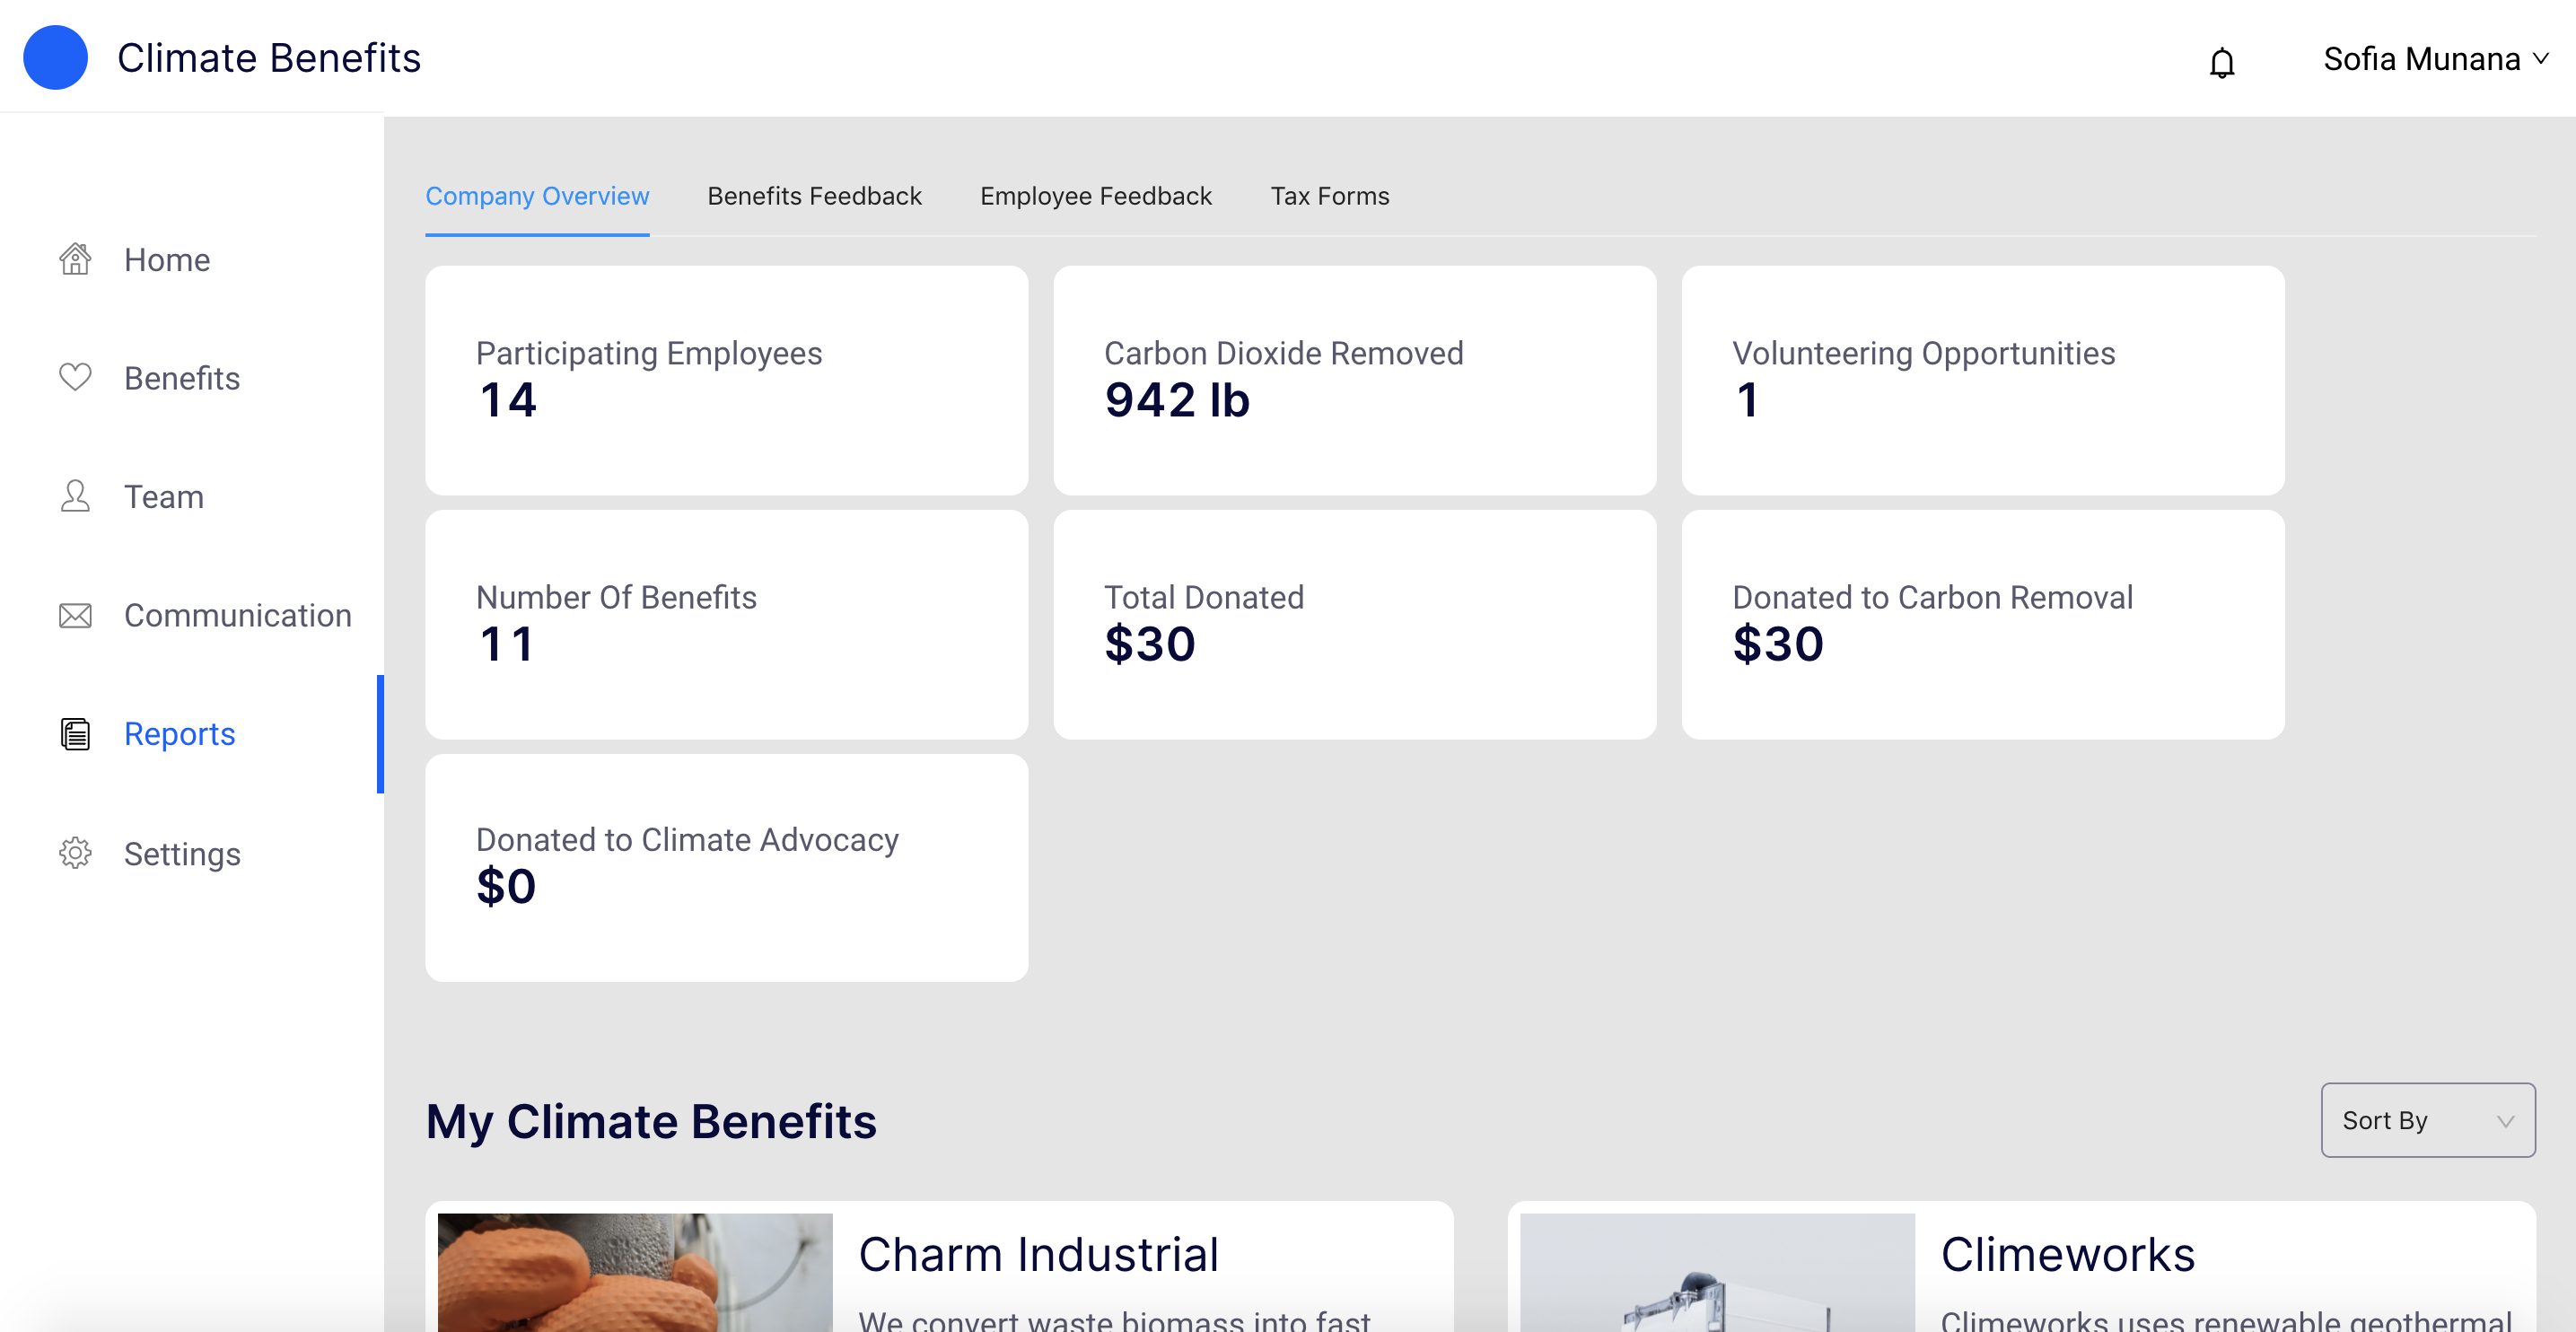 Climate Benefits
Sofia Munana
Home
Benefits
Team
Communication
Reports
Settings
Company Overview
Benefits Feedback
Employee Feedback
Tax Forms
Participating Employees
14
Carbon Dioxide Removed
942 lb
Volunteering Opportunities
1
Number Of Benefits
11
Total Donated
$30
Donated to Carbon Removal
$30
Donated to Climate Advocacy
$0
My Climate Benefits
Sort By
Charm Industrial
We convert waste biomass into fast
Climeworks
Climeworks uses renewable geothermal